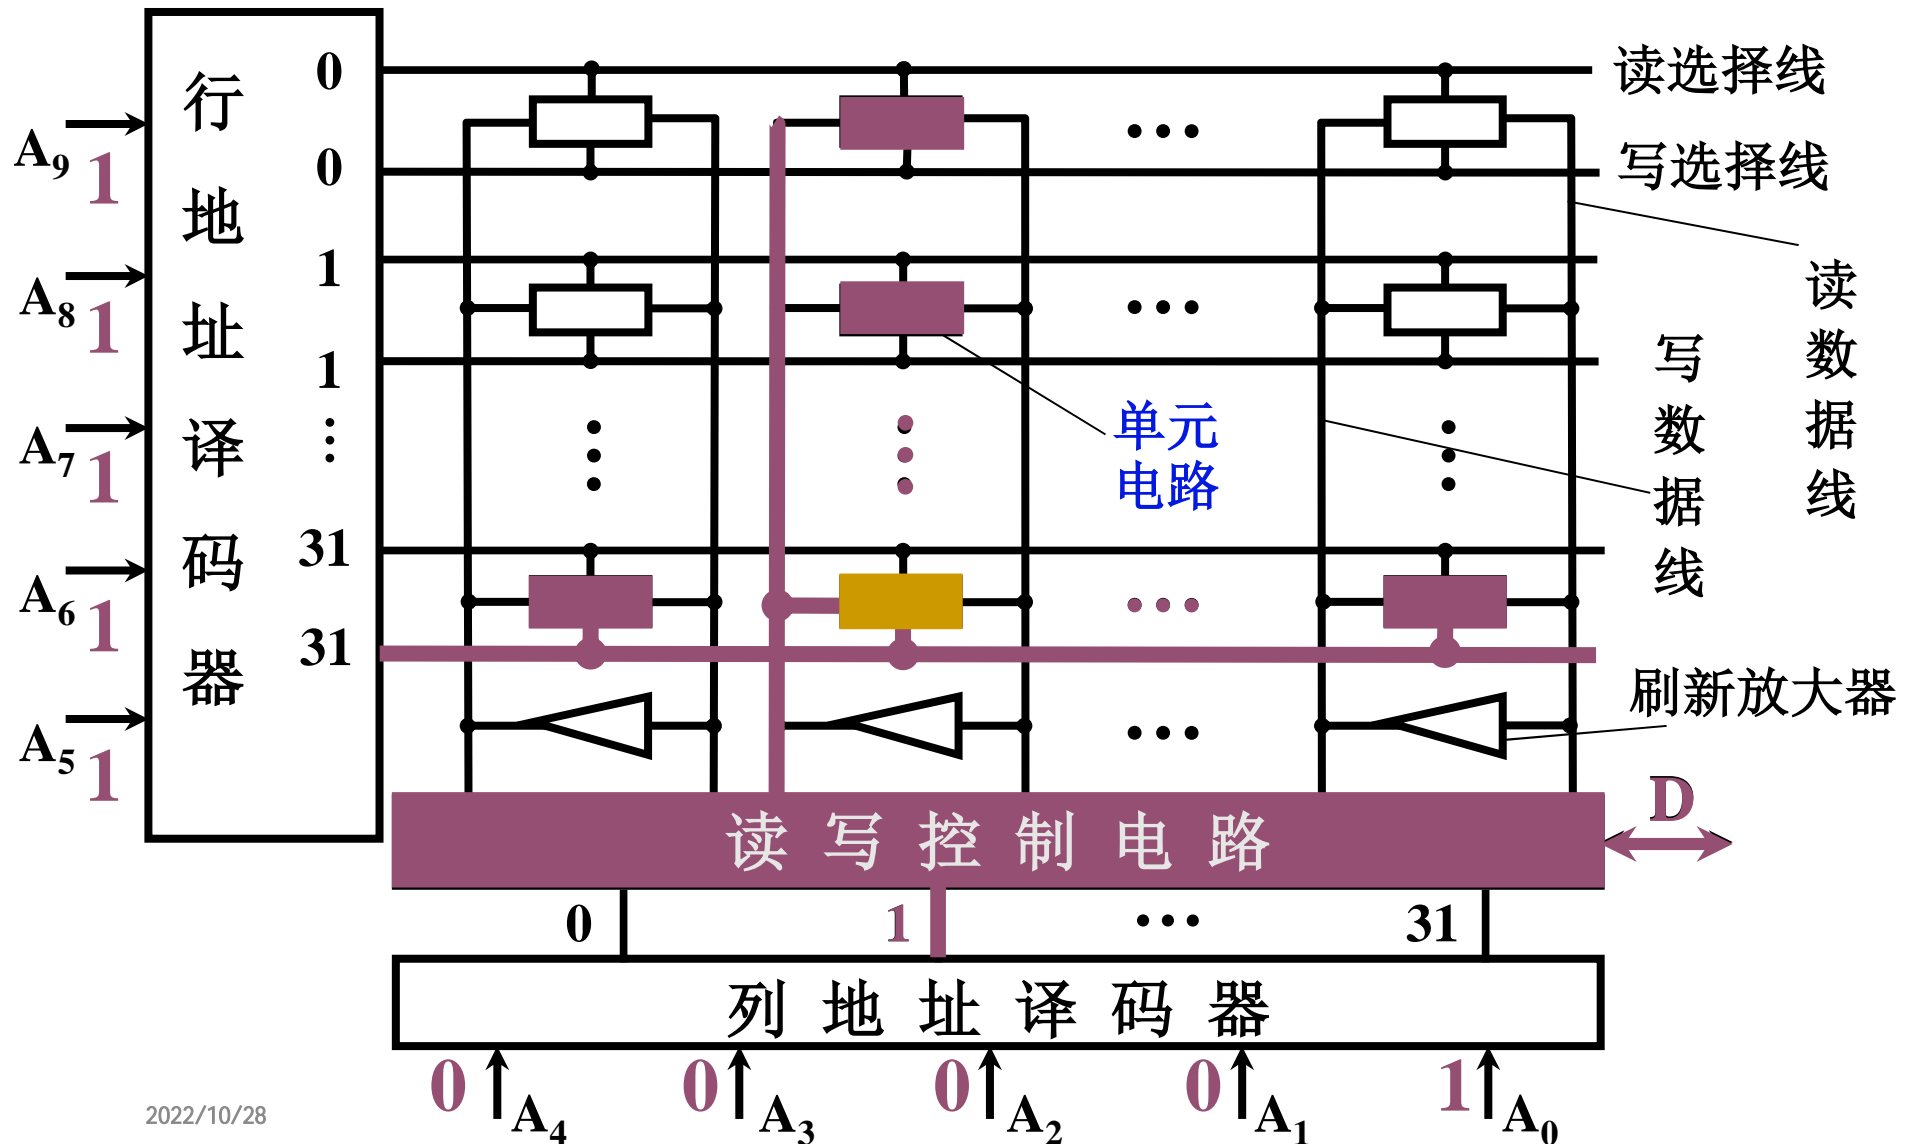 行地址译码器
0
读选择线
A9 1
0
写选择线
1
A8 1
读数据线
写数据线
1
单元
电路
A7 1
31
A6 1
31
刷新放大器
A5 1
D
读写控制电路
0 1 31
列地址译码器
0 0 0 0 1
A4 A3 A2 A1 A0
2022/10/28